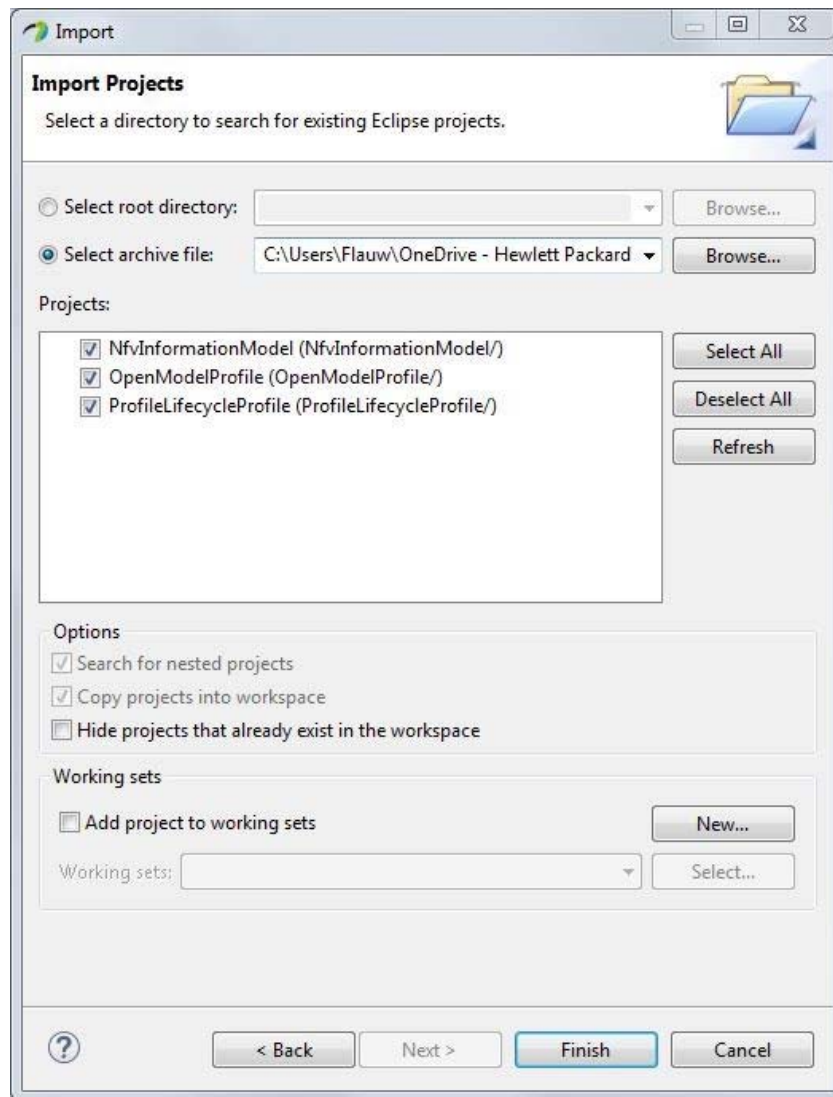 Import
Import Projects
Select a directory to search for existing Eclipse projects.
Select root directory:
Browse...
Select archive file:
C:\Users\Flauw\OneDrive - Hewlett Packard
Browse...
Projects:
NfvInformationModel (NfvInformationModel/)
OpenModelProfile (OpenModelProfile/)
ProfileLifecycleProfile (ProfileLifecycleProfile/)
Select All
Deselect All
Refresh
Options
Search for nested projects
Copy projects into workspace
Hide projects that already exist in the workspace
Working sets
Add project to working sets
New...
Working sets:
Select...
?
< Back
Next >
Finish
Cancel